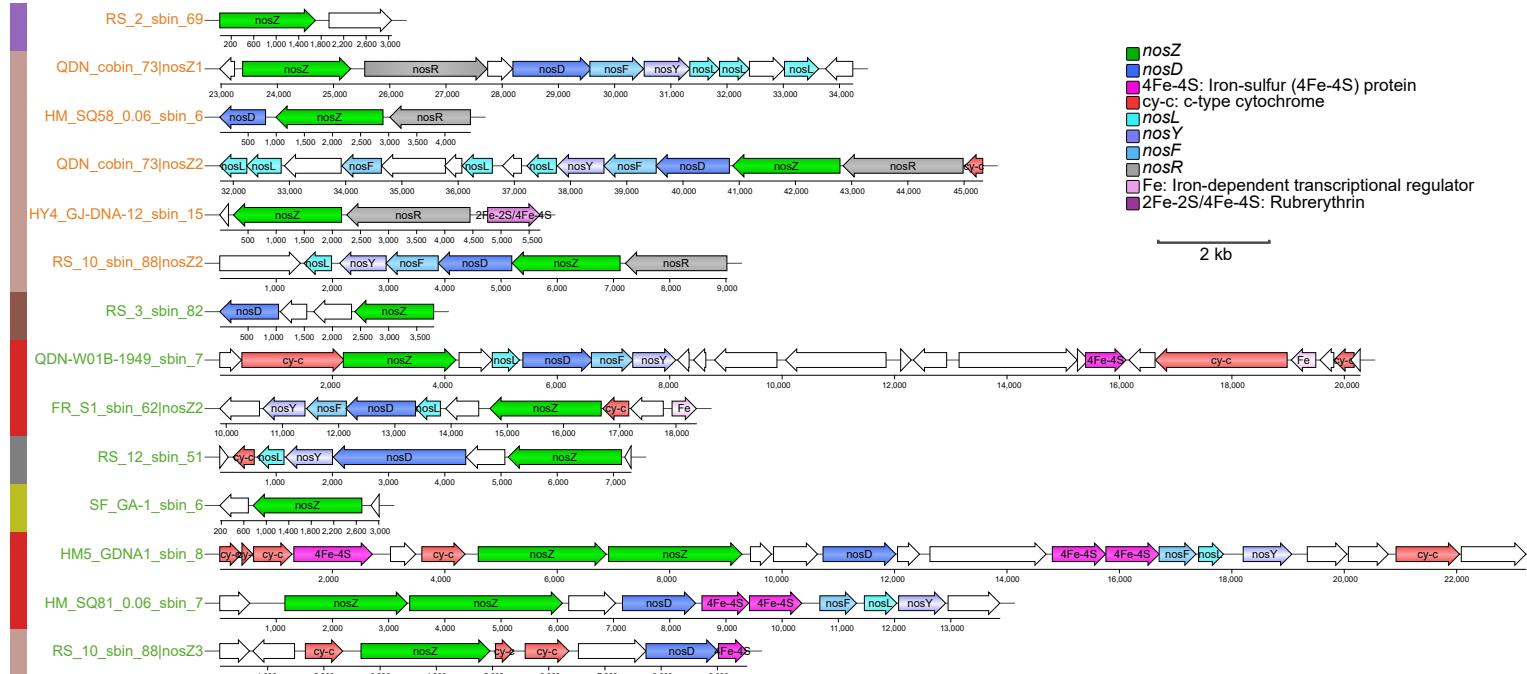 RS_2_sbin_69
nosZ
200 600 1,000 1,400 1,800 2,200 2,600 3,000
QDN_cobin_73|nosZ1
nosZ nosR nosD nosF nosY nosL nosL nosL
23,000 24,000 25,000 26,000 27,000 28,000 29,000 30,000 31,000 32,000 33,000 34,000
HM_SQ58_0.06_sbin_6
nosD nosZ nosR
500 1,000 1,500 2,000 2,500 3,000 3,500 4,000
QDN_cobin_73|nosZ2
nosL nosL nosF nosL nosL nosY nosF nosD nosZ nosR cy-c
32,000 33,000 34,000 35,000 36,000 37,000 38,000 39,000 40,000 41,000 42,000 43,000 44,000 45,000
HY4_GJ-DNA-12_sbin_15
nosZ nosR 2Fe-2S/4Fe-4S
500 1,000 1,500 2,000 2,500 3,000 3,500 4,000 4,500 5,000 5,500
RS_10_sbin_88|nosZ2
nosL nosY nosF nosD nosZ nosR
1,000 2,000 3,000 4,000 5,000 6,000 7,000 8,000 9,000
RS_3_sbin_82
nosD nosZ
500 1,000 1,500 2,000 2,500 3,000 3,500
QDN-W01B-1949_sbin_7
cy-c nosZ nosL nosD nosF nosY 4Fe-4S cy-c Fe cy-c
2,000 4,000 6,000 8,000 10,000 12,000 14,000 16,000 18,000 20,000
FR_S1_sbin_62|nosZ2
nosY nosF nosD nosL nosZ cy-c Fe
10,000 11,000 12,000 13,000 14,000 15,000 16,000 17,000 18,000
RS_12_sbin_51
cy-c nosL nosY nosD nosZ
1,000 2,000 3,000 4,000 5,000 6,000 7,000
SF_GA-1_sbin_6
nosZ
200 600 1,000 1,400 1,800 2,200 2,600 3,000
HM5_GDNA1_sbin_8
cy-c cy-c 4Fe-4S cy-c nosZ nosZ nosD 4Fe-4S 4Fe-4S nosF nosL nosY cy-c
2,000 4,000 6,000 8,000 10,000 12,000 14,000 16,000 18,000 20,000 22,000
HM_SQ81_0.06_sbin_7
nosZ nosZ nosD 4Fe-4S 4Fe-4S nosF nosL nosY
1,000 2,000 3,000 4,000 5,000 6,000 7,000 8,000 9,000 10,000 11,000 12,000 13,000
RS_10_sbin_88|nosZ3
cy-c nosZ cy-c cy-c nosD 4Fe-4S
nosZ
nosD
4Fe-4S: Iron-sulfur (4Fe-4S) protein
cy-c: c-type cytochrome
nosL
nosY
nosF
nosR
Fe: Iron-dependent transcriptional regulator
2Fe-2S/4Fe-4S: Rubrerythrin
2 kb